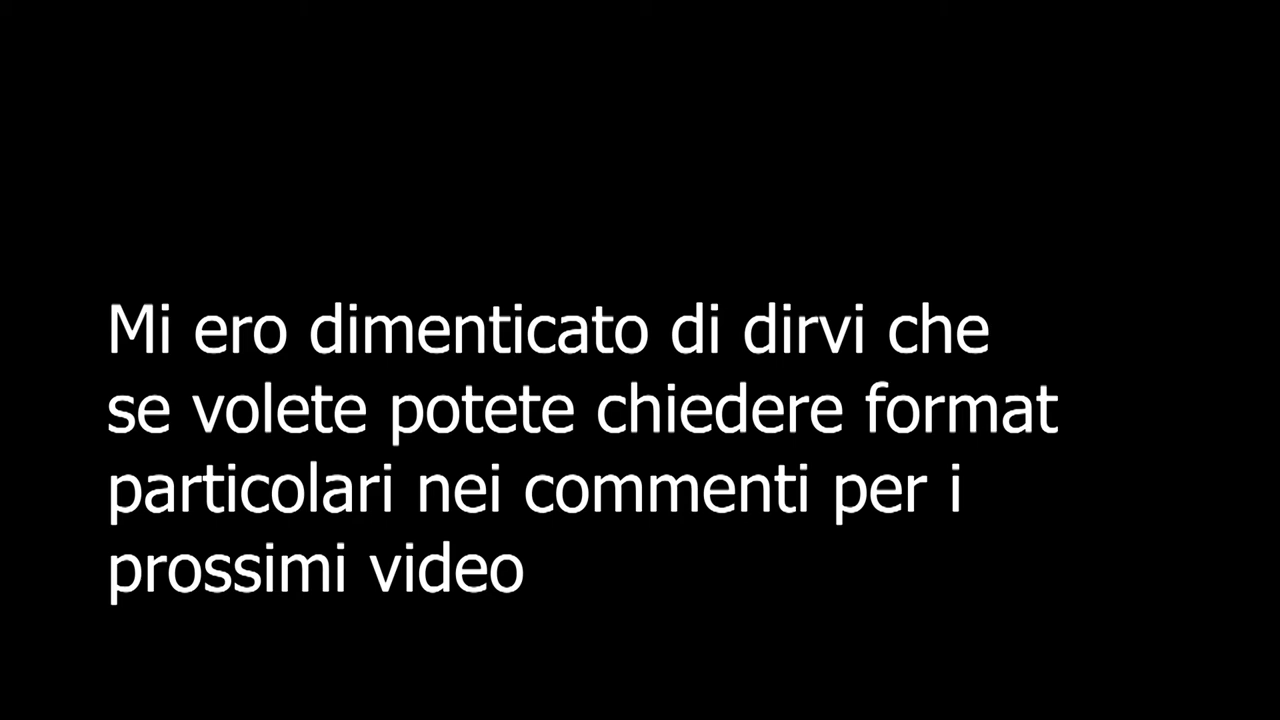 Mi ero dimenticato di dirvi che
se volete potete chiedere format
particolari nei commenti per i
prossimi video